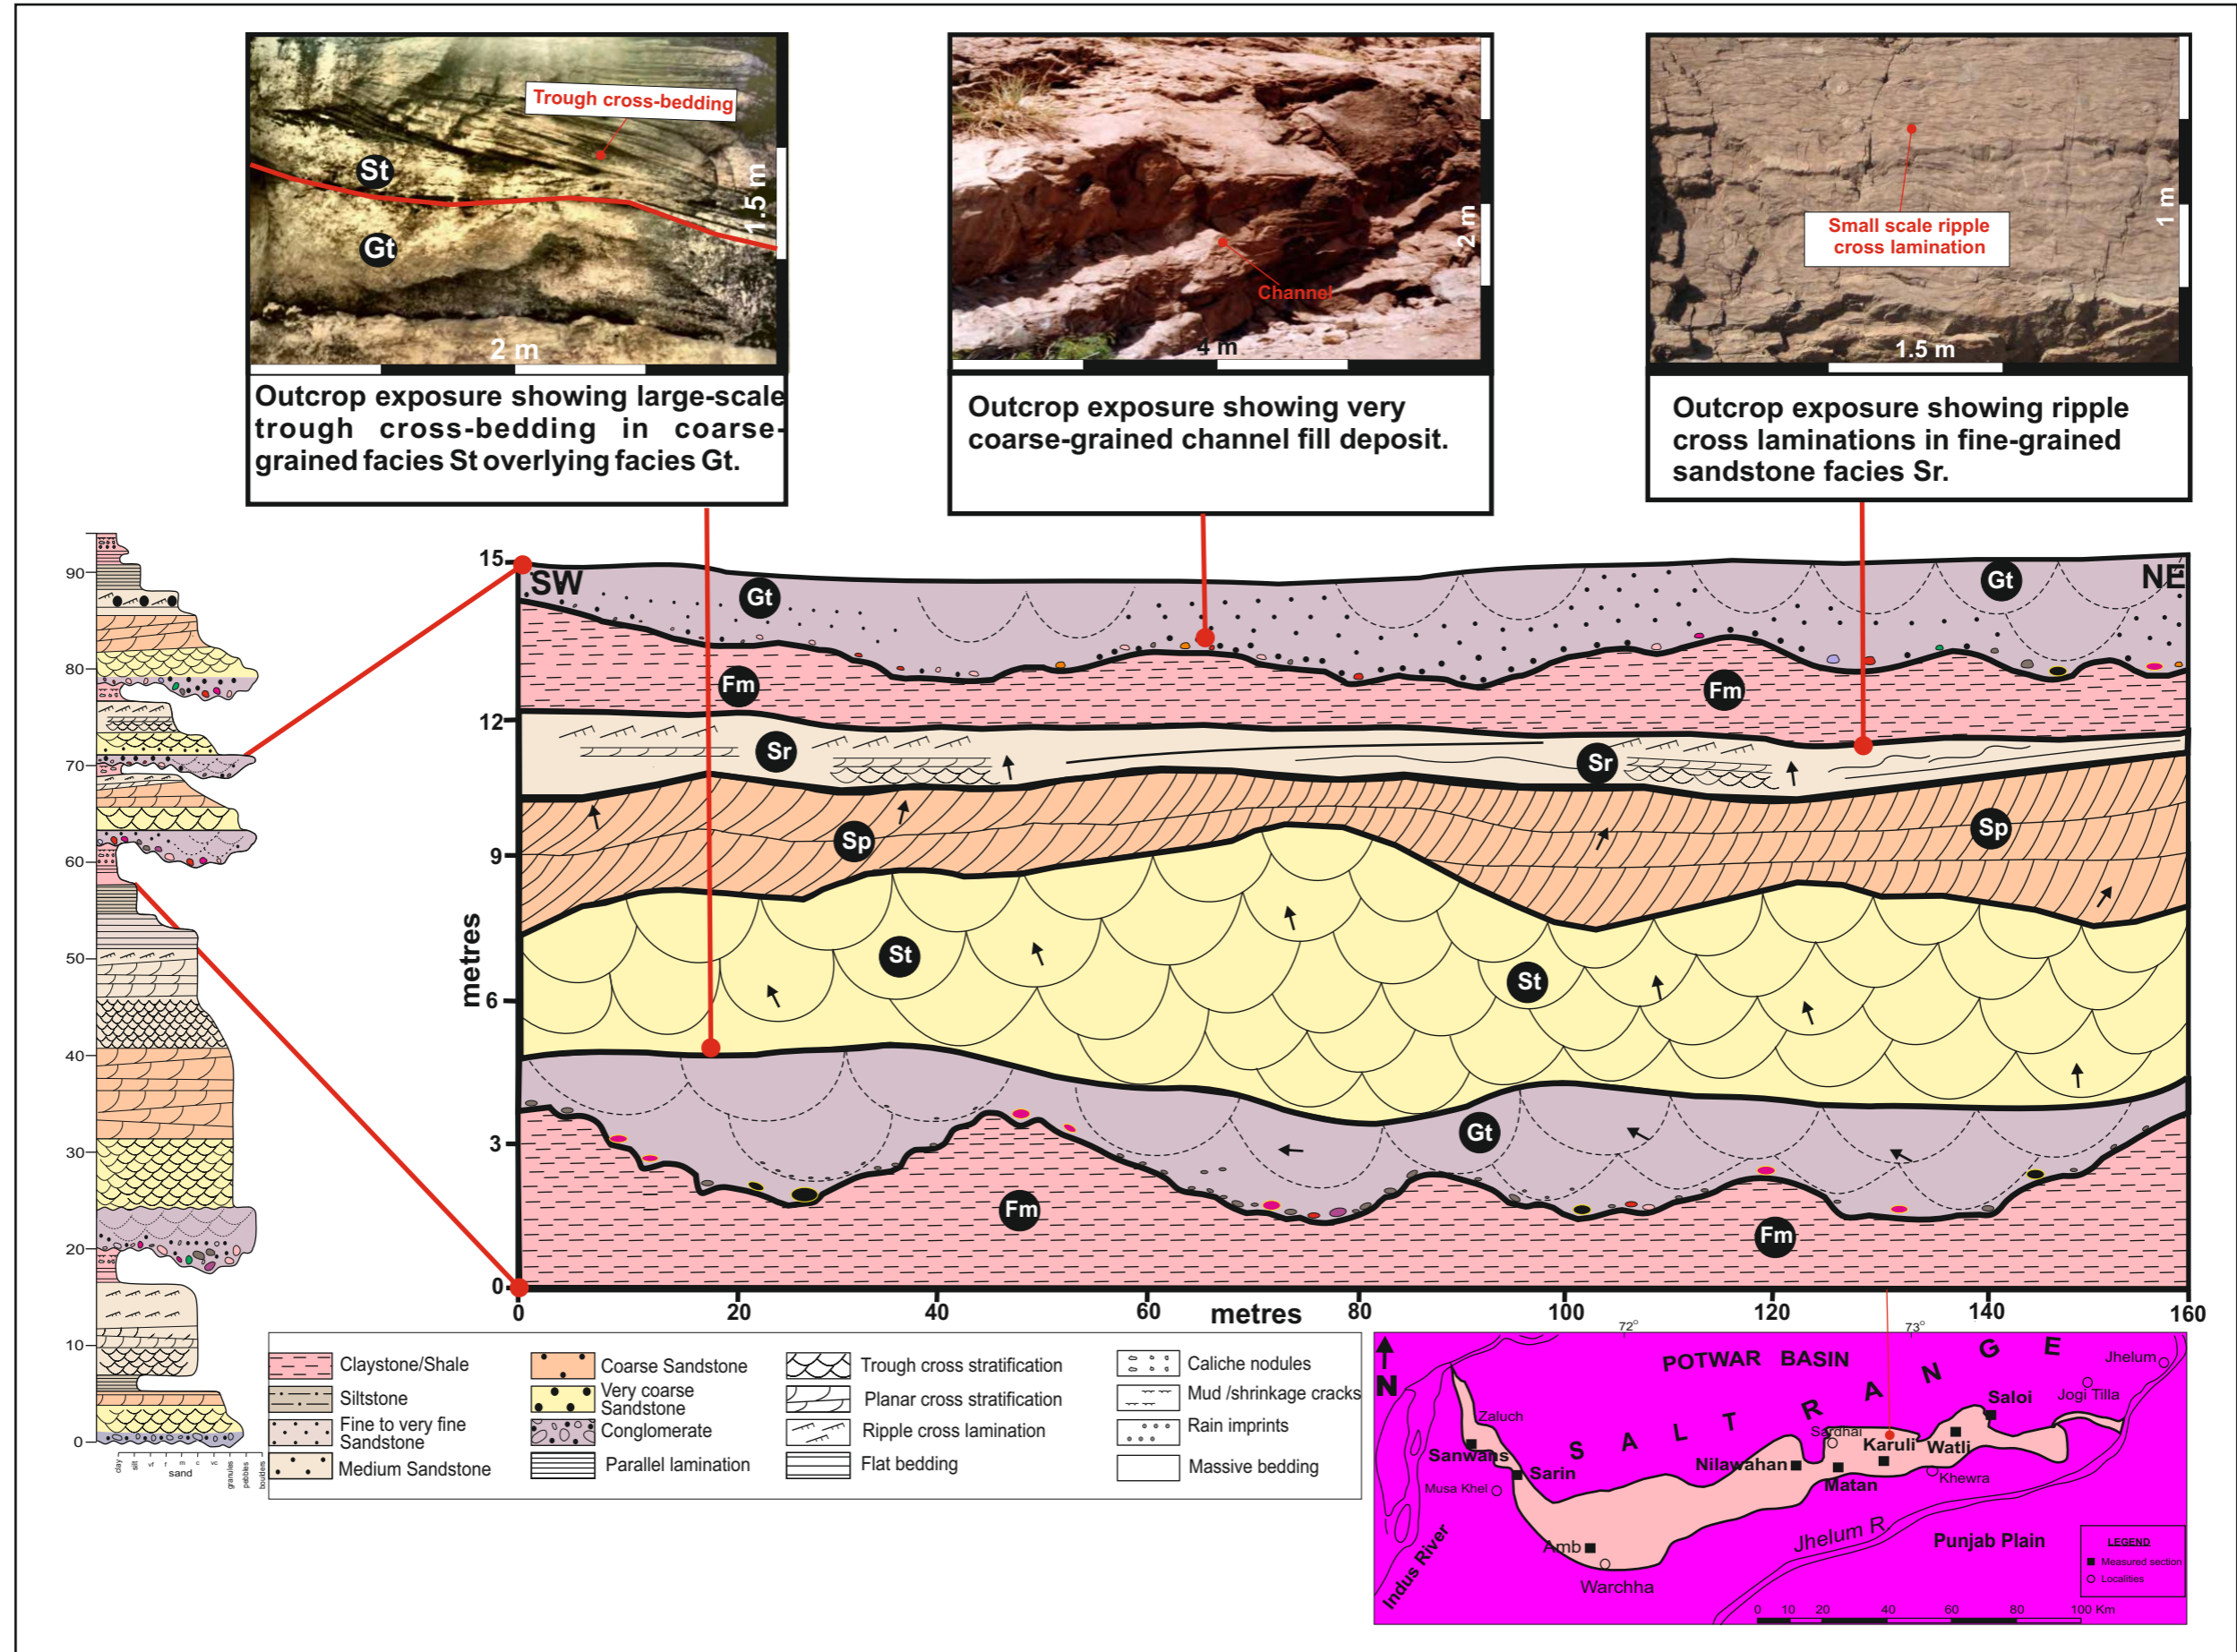 Trough cross-bedding
St
Gt
1.5 m
2 m
Outcrop exposure showing large-scale
trough cross-bedding in coarse-
grained facies St overlying facies Gt.
Channel
2 m
4 m
Outcrop exposure showing very
coarse-grained channel fill deposit.
Small scale ripple
cross lamination
1 m
1.5 m
Outcrop exposure showing ripple
cross laminations in fine-grained
sandstone facies Sr.
90
80
70
60
50
40
30
20
10
0
clay
silt
vf
f
m
c
vc
granules
pebbles
boulders
sand
15
12
9
6
3
0
metres
SW
NE
Gt
Gt
Fm
Fm
Sr
Sr
Sp
Sp
St
St
Gt
Fm
Fm
0
20
40
60
metres
80
100
120
140
160
Claystone/Shale
Siltstone
Fine to very fine
Sandstone
Medium Sandstone
Coarse Sandstone
Very coarse
Sandstone
Conglomerate
Parallel lamination
Trough cross stratification
Planar cross stratification
Ripple cross lamination
Flat bedding
Caliche nodules
Mud /shrinkage cracks
Rain imprints
Massive bedding
72°
73°
N
POTWAR BASIN
SALT RANGE
Jhelum
Jogi Tilla
Saloi
Zaluch
Sanwans
Sarin
Musa Khel
Sardhai
Karuli
Watli
Nilawahan
Matan
Khewra
Amb
Warchha
Indus River
Jhelum R.
Punjab Plain
LEGEND
Measured section
Localities
0 10 20 40 60 80 100 Km